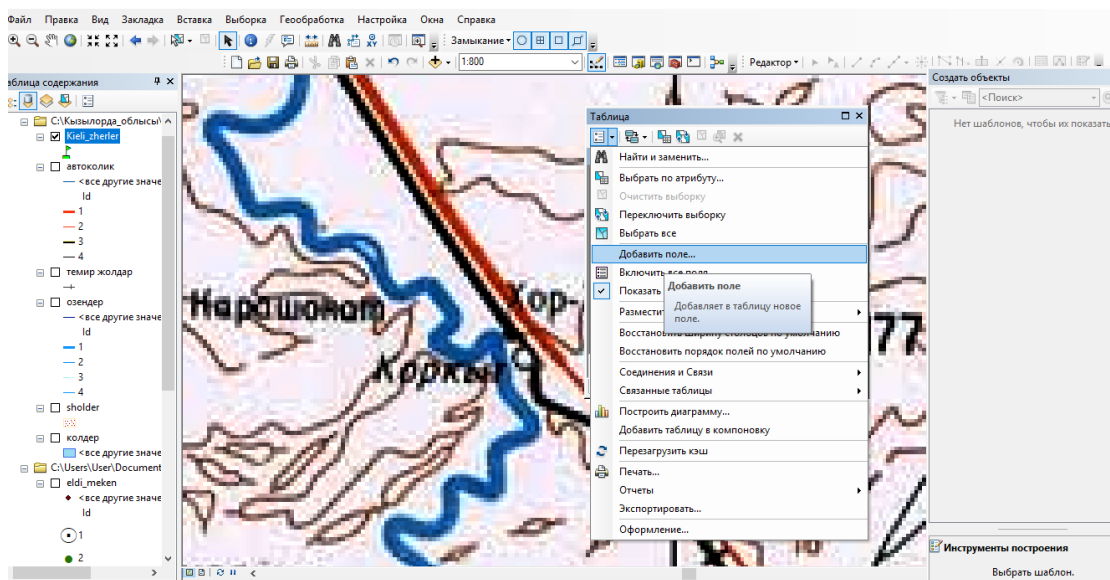 Файл Правка Вид Закладка Вставка Выборка Геообработка Настройка Окна Справка
Замыкание
1:800
Редактор
аблица содержания
Создать объекты
<Поиск>
Нет шаблонов, чтобы их показать
C:\Кызылорда_облысы\
Kieli_zherler
автоколик
<все другие значе
Id
1
2
3
4
темир жолдар
озендер
<все другие значе
Id
1
2
3
4
sholder
колдер
<все другие значе
C:\Users\User\Document
eldi_meken
<все другие значе
Id
1
2
Таблица
Найти и заменить...
Выбрать по атрибуту...
Очистить выборку
Переключить выборку
Выбрать все
Добавить поле...
Включить все поля
Показать
Добавить поле
Добавляет в таблицу новое
поле.
Размести
Восстановить ширину столбцов по умолчанию
Восстановить порядок полей по умолчанию
Соединения и Связи
Связанные таблицы
Построить диаграмму...
Добавить таблицу в компоновку
Перезагрузить кэш
Печать...
Отчеты
Экспортировать...
Оформление...
Кор-
77
Инструменты построения
Выбрать шаблон.